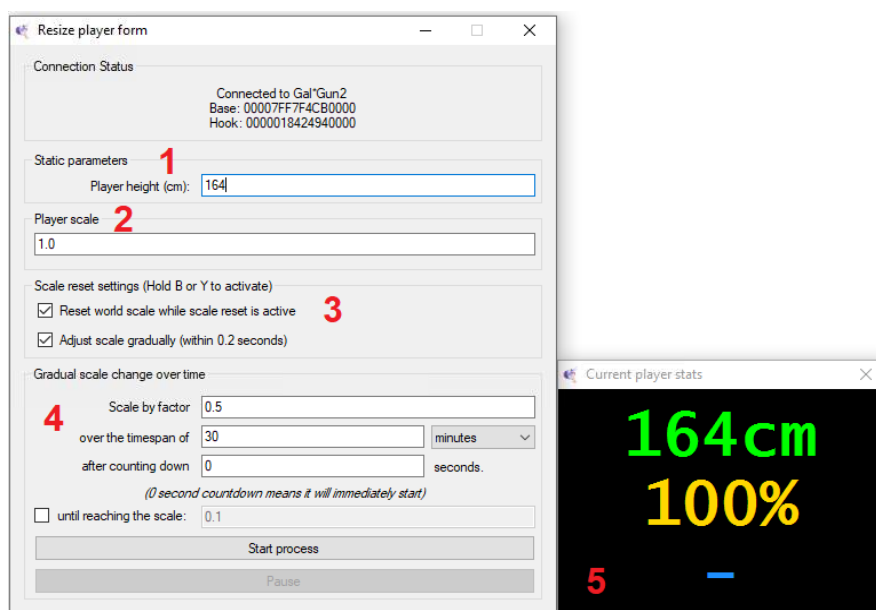 Resize player form
Connection Status
Connected to Gal*Gun2
Base: 00007FF7F4CB0000
Hook: 0000018424940000
Static parameters
1
Player height (cm):
164
Player scale
2
1.0
Scale reset settings (Hold B or Y to activate)
Reset world scale while scale reset is active
3
Adjust scale gradually (within 0.2 seconds)
Gradual scale change over time
4
Scale by factor
0.5
over the timespan of
30
minutes
after counting down
0
seconds.
(0 second countdown means it will immediately start)
until reaching the scale:
0.1
Start process
Pause
Current player stats
164cm
100%
5
–